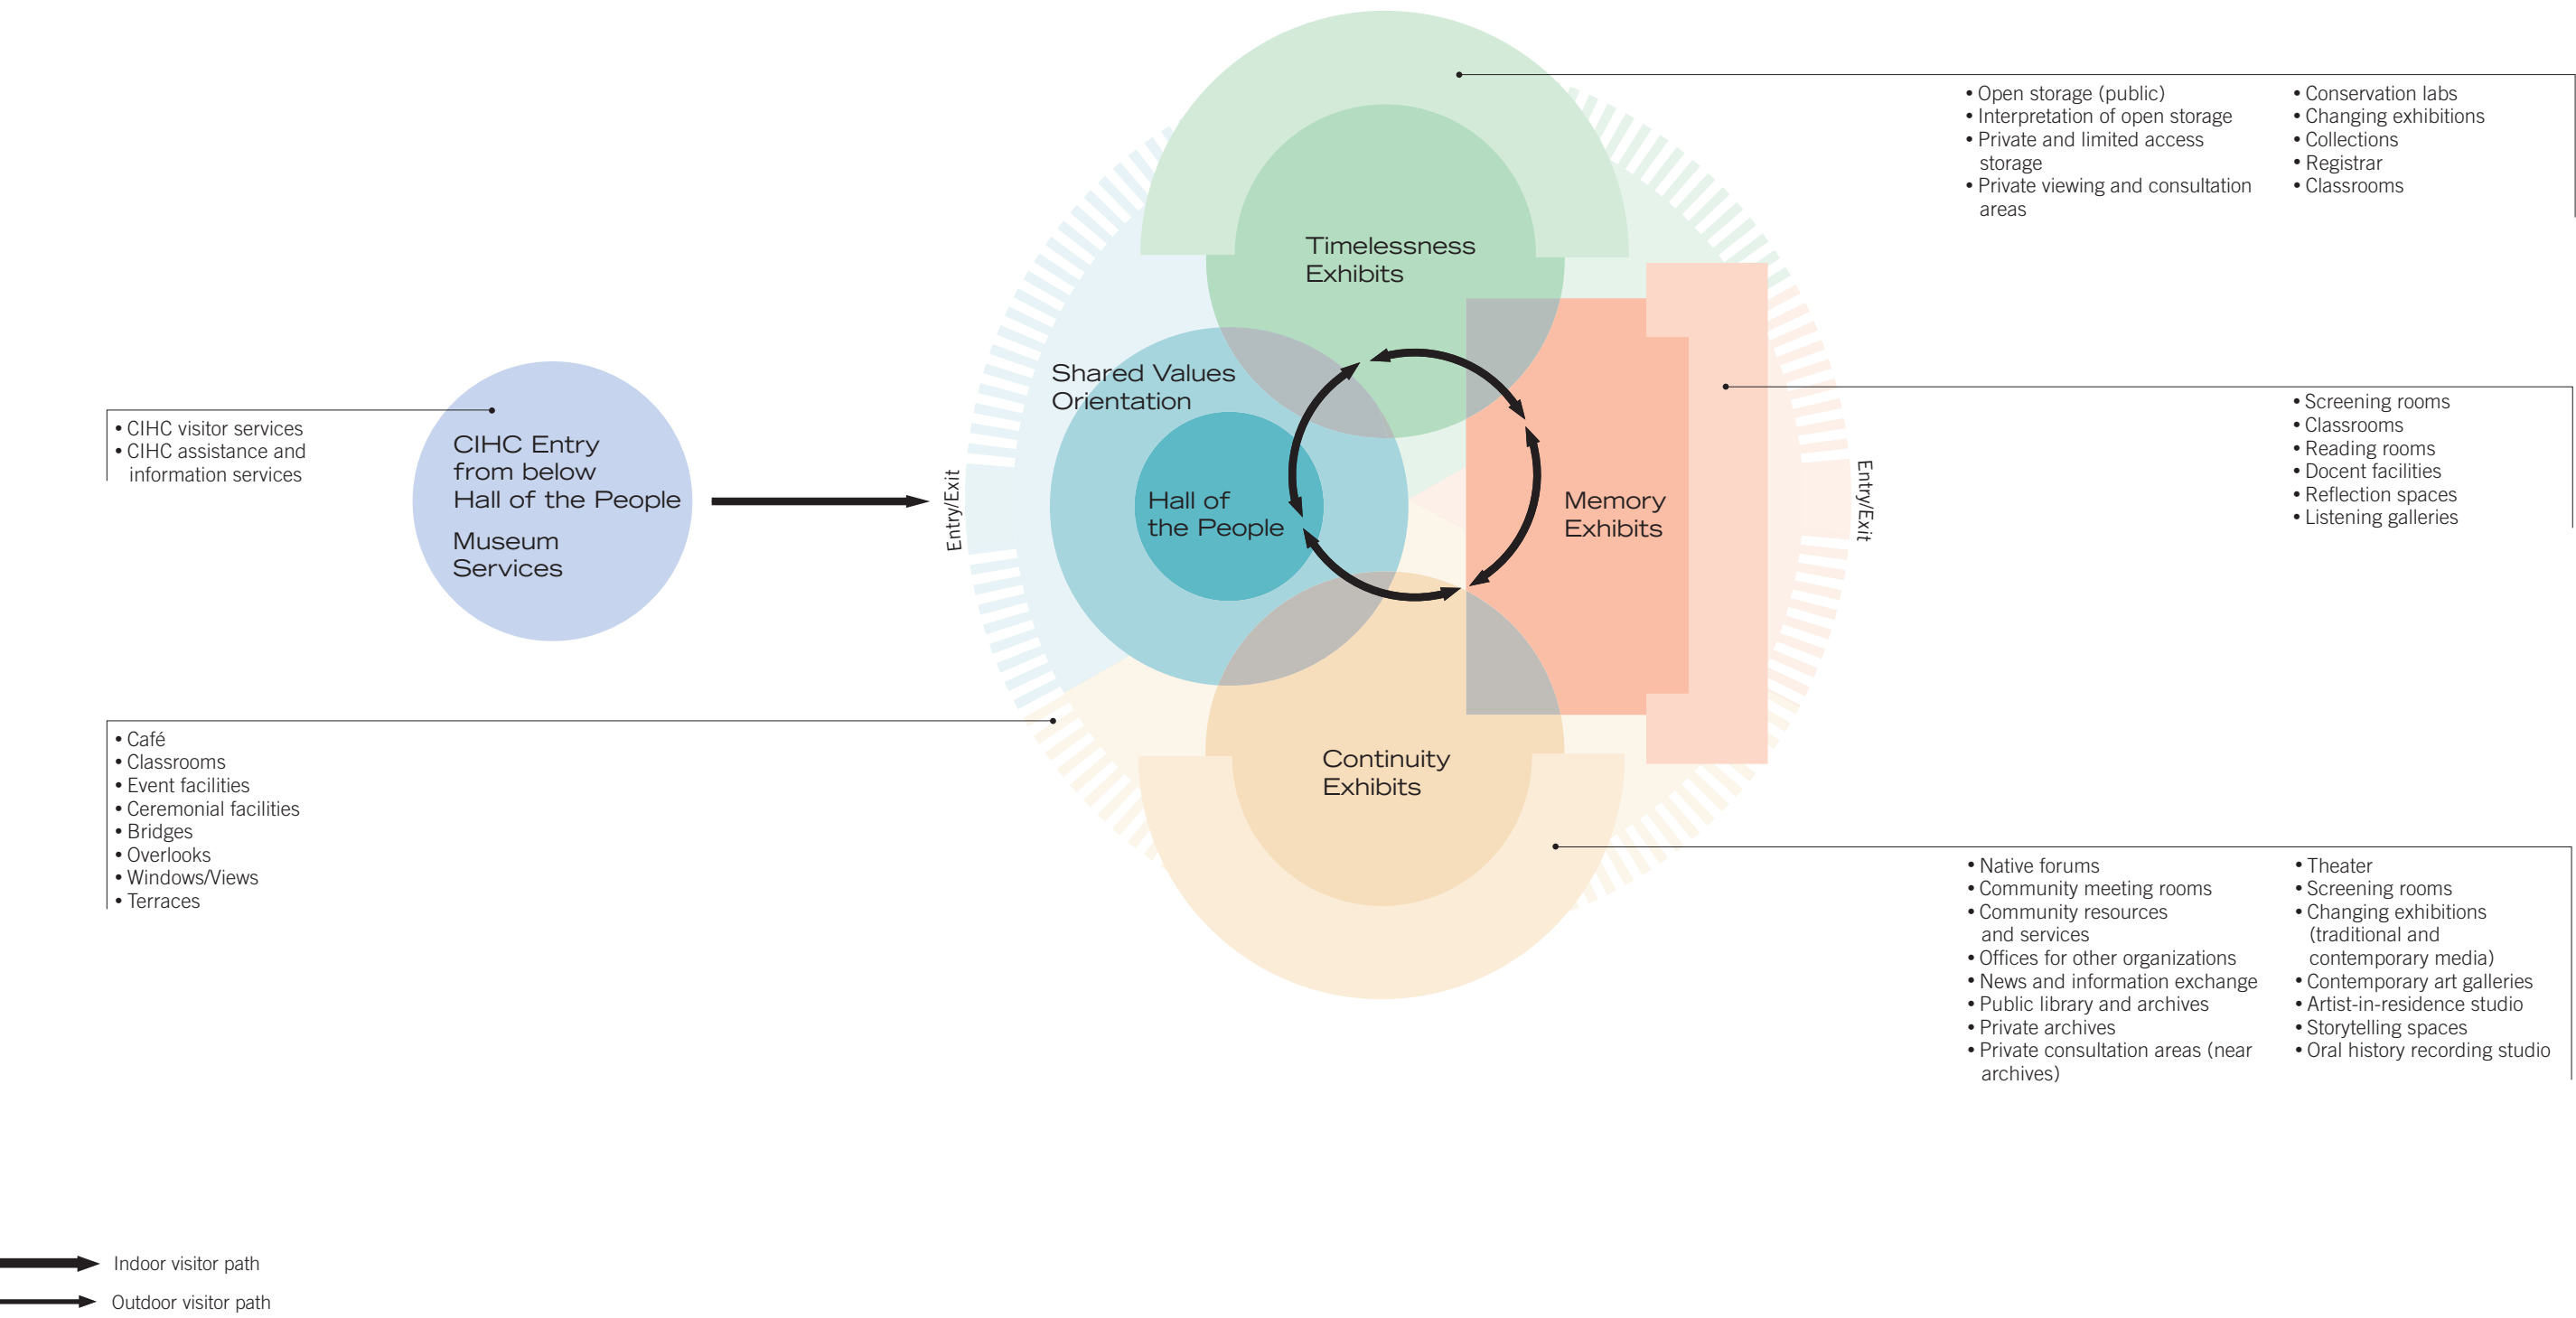 • Open storage (public)
• Interpretation of open storage
• Private and limited access
storage
• Private viewing and consultation
areas
• Conservation labs
• Changing exhibitions
• Collections
• Registrar
• Classrooms
Timelessness
Exhibits
Shared Values
Orientation
• Screening rooms
• Classrooms
• Reading rooms
• Docent facilities
• Reflection spaces
• Listening galleries
• CIHC visitor services
• CIHC assistance and
information services
CIHC Entry
from below
Hall of the People
Museum
Services
Entry/Exit
Hall of
the People
Memory
Exhibits
Entry/Exit
• Café
• Classrooms
• Event facilities
• Ceremonial facilities
• Bridges
• Overlooks
• Windows/Views
• Terraces
Continuity
Exhibits
• Native forums
• Community meeting rooms
• Community resources
and services
• Offices for other organizations
• News and information exchange
• Public library and archives
• Private archives
• Private consultation areas (near
archives)
• Theater
• Screening rooms
• Changing exhibitions
(traditional and
contemporary media)
• Contemporary art galleries
• Artist-in-residence studio
• Storytelling spaces
• Oral history recording studio
Indoor visitor path
Outdoor visitor path